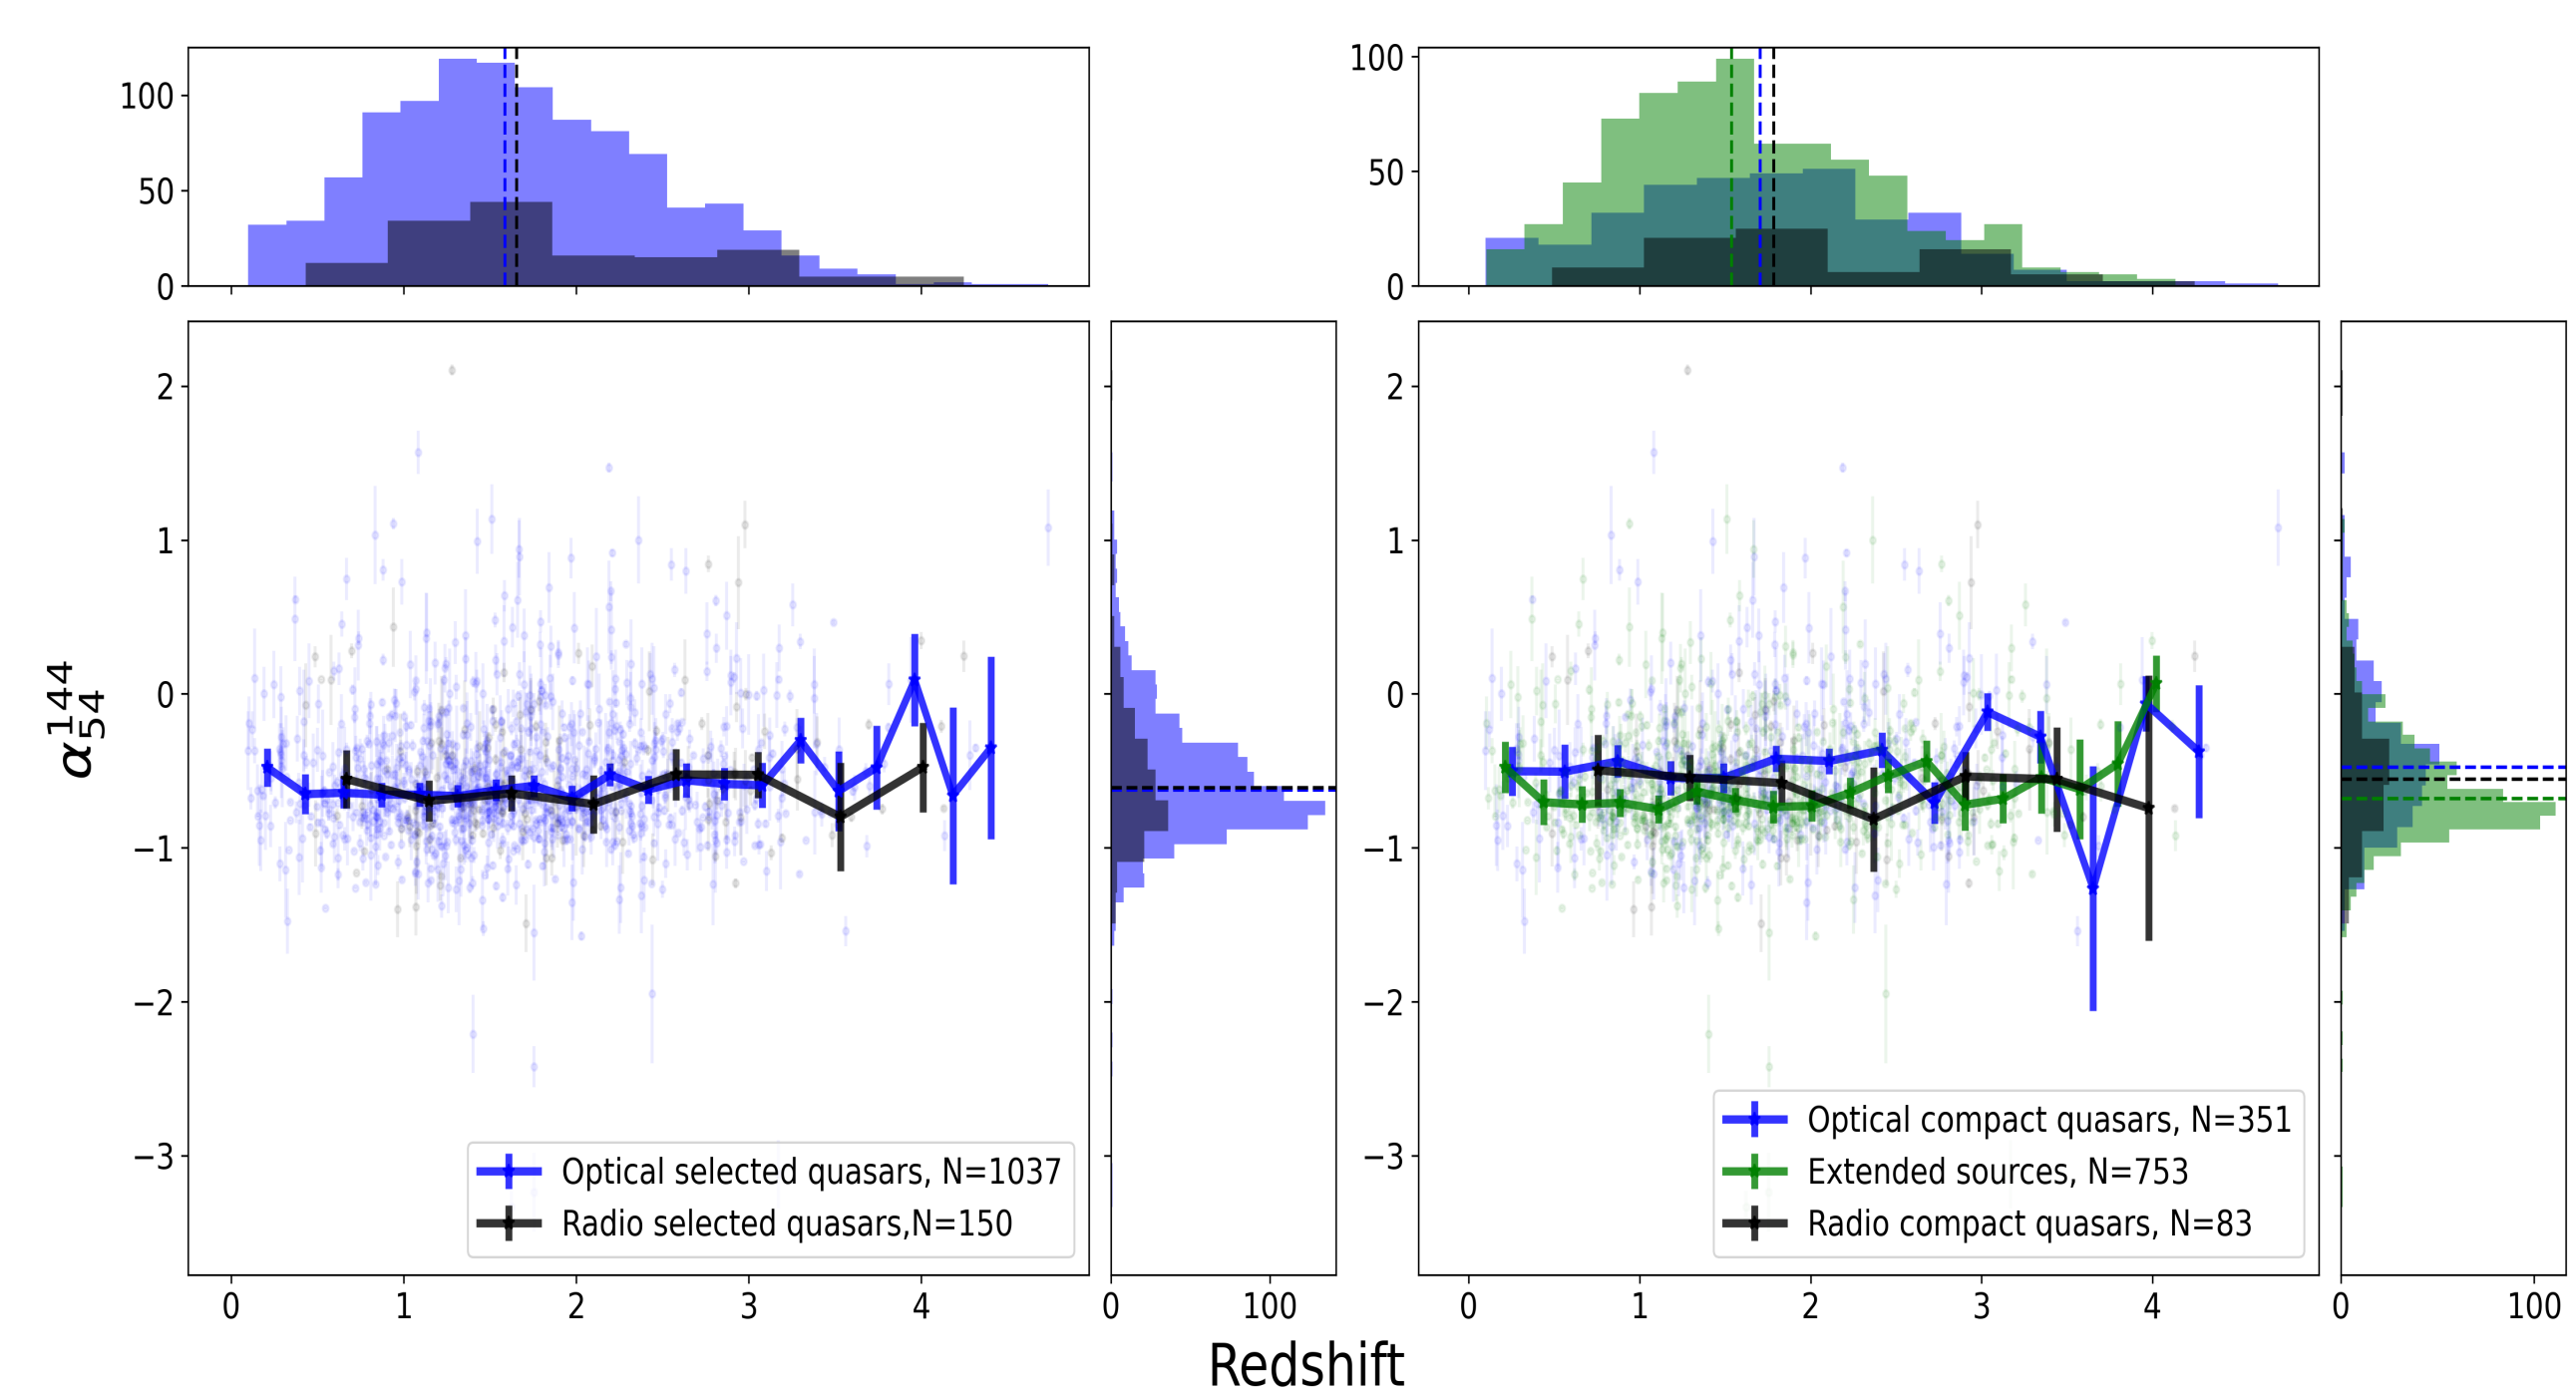 100
50
0
100
50
0
2
1
0
−1
−2
−3
α^144_54
Optical selected quasars, N=1037
Radio selected quasars,N=150
0 1 2 3 4
0 100
2
1
0
−1
−2
−3
Optical compact quasars, N=351
Extended sources, N=753
Radio compact quasars, N=83
0 1 2 3 4
0 100
Redshift